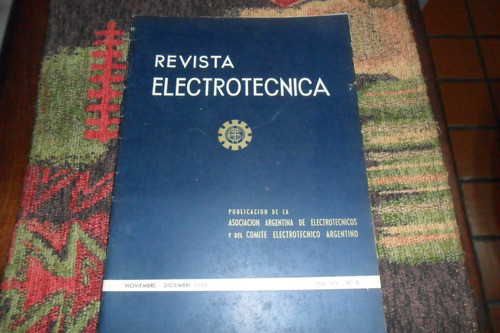 REVISTA
ELECTROTECNICA
PUBLICACION DE LA
ASOCIACION ARGENTINA DE ELECTROTECNICOS
Y DEL COMITE ELECTROTECNICO ARGENTINO
NOVIEMBRE - DICIEMBRE